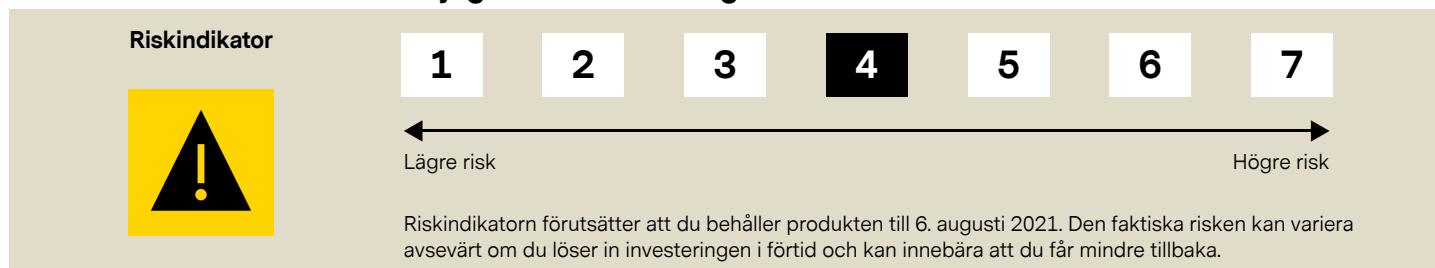 Riskindikator
1 2 3 4 5 6 7
Lägre risk Högre risk
Riskindikatorn förutsätter att du behåller produkten till 6. augusti 2021. Den faktiska risken kan variera
avsevärt om du löser in investeringen i förtid och kan innebära att du får mindre tillbaka.